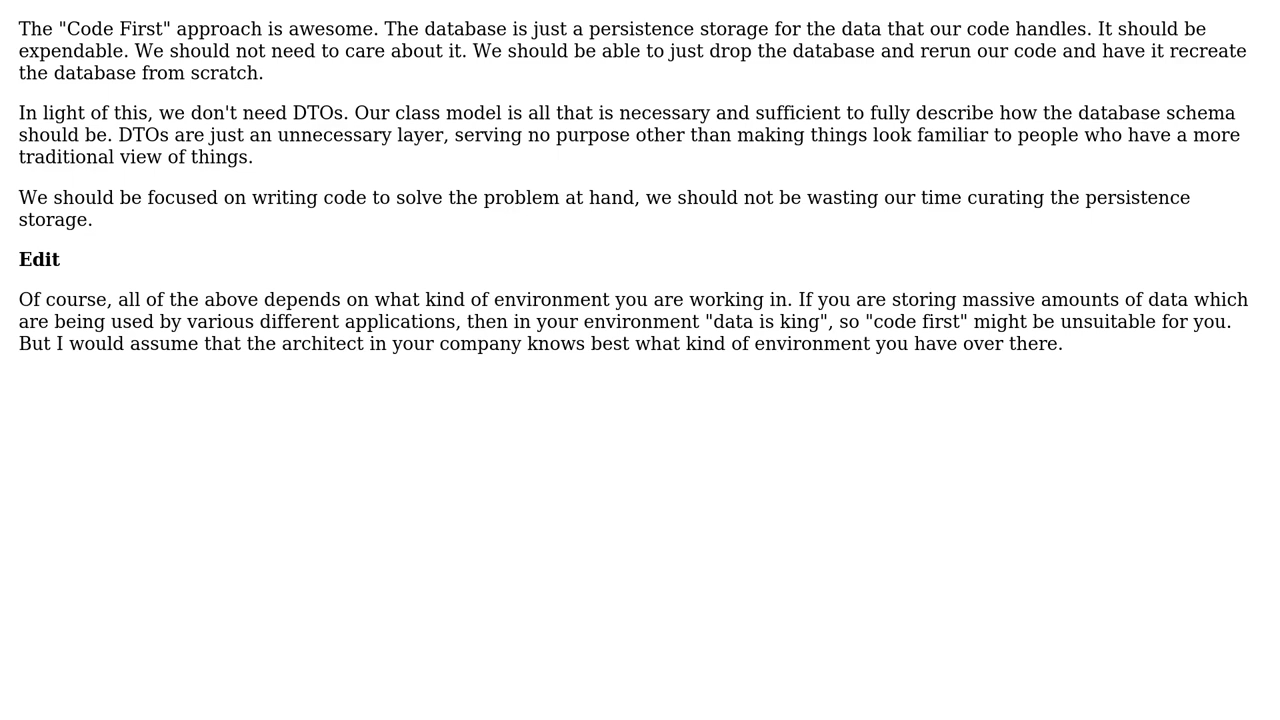 The "Code First" approach is awesome. The database is just a persistence storage for the data that our code handles. It should be
expendable. We should not need to care about it. We should be able to just drop the database and rerun our code and have it recreate
the database from scratch.
In light of this, we don't need DTOs. Our class model is all that is necessary and sufficient to fully describe how the database schema
should be. DTOs are just an unnecessary layer, serving no purpose other than making things look familiar to people who have a more
traditional view of things.
We should be focused on writing code to solve the problem at hand, we should not be wasting our time curating the persistence
storage.
Edit
Of course, all of the above depends on what kind of environment you are working in. If you are storing massive amounts of data which
are being used by various different applications, then in your environment "data is king", so "code first" might be unsuitable for you.
But I would assume that the architect in your company knows best what kind of environment you have over there.